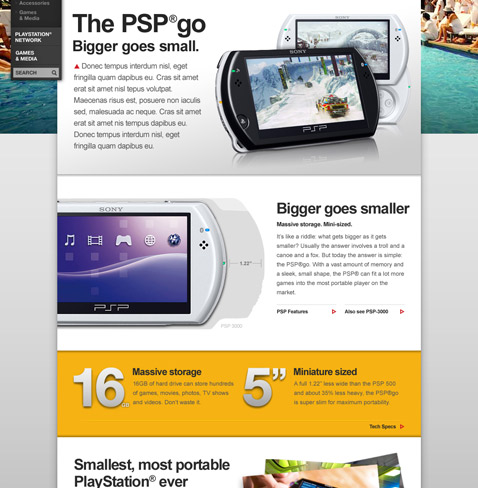 Accessories
Games
& Media
PLAYSTATION®
NETWORK
GAMES
& MEDIA
SEARCH
The PSP®go
Bigger goes small.
▲ Donec tempus interdum nisl, eget
fringilla quam dapibus eu. Cras sit amet
erat sit amet nisl tepus volutpat.
Maecenas risus est, posuere non iaculis
sed, malesuada ac neque. Cras sit amet
erat sit amet nis tempus dapibus eu.
Donec tempus interdum nisl, eget
fringilla quam dapibus eu.
SONY
SONY
PSP
SONY
PSP
1.22"
PSP 3000
Bigger goes smaller
Massive storage. Mini-sized.
It's like a riddle: what gets bigger as it gets
smaller? Usually the answer involves a troll and a
canoe and a fox. But today the answer is simple:
the PSP®go. With a vast amount of memory and
a sleek, small shape, the PSP® can fit a lot more
games into the most portable player on the
market.
PSP Features
Also see PSP-3000
16
Massive storage
16GB of hard drive can store hundreds
of games, movies, photos, TV shows
and videos. Don't waste it.
5”
Miniature sized
A full 1.22" less wide than the PSP 500
and about 35% less heavy, the PSP®go
is super slim for maximum portability.
Tech Specs
Smallest, most portable
PlayStation® ever